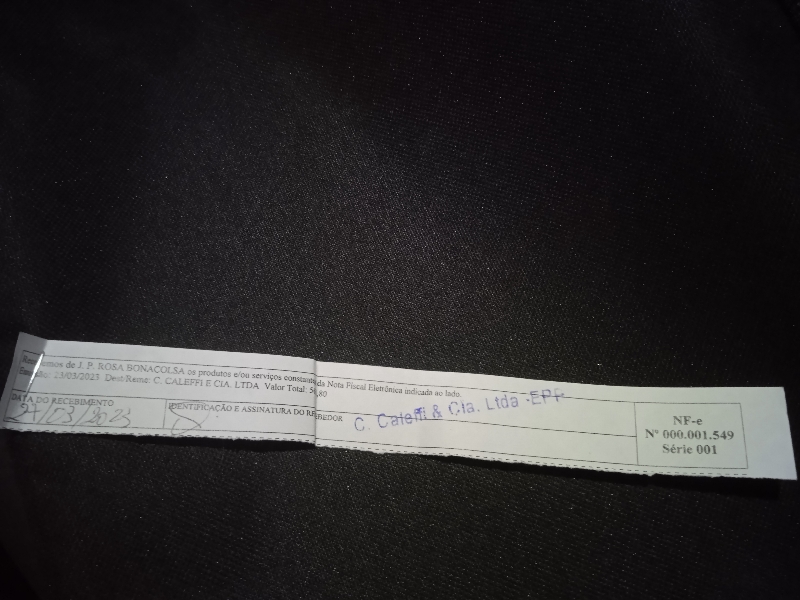 Recebemos de J. P. ROSA BONACOLSA os produtos e/ou serviços constantes da Nota Fiscal Eletrônica indicada ao lado.
23/03/2023 Dest/Reme: C. CALEFFI E CIA. LTDA Valor Total:
DATA DO RECEBIMENTO
27/03/2023
IDENTIFICAÇÃO E ASSINATURA DO
C. Caleffi & Cia. Ltda -EPP
NF-e
Nº 000.001.549
Série 001